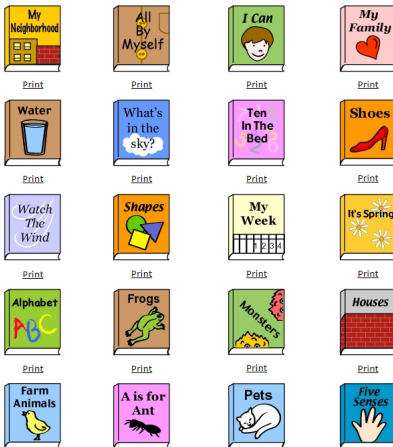 My
Neighborhood
All
By
Myself
I Can
My
Family
Print
Print
Print
Print
Water
What's
in the
sky?
Ten
In The
Bed
Shoes
Print
Print
Print
Print
Watch
The
Wind
Shapes
My
Week
1 2 3 4
It's Spring
Print
Print
Print
Print
Alphabet
ABC
Frogs
Monsters
Houses
Print
Print
Print
Print
Farm
Animals
A is for
Ant
Pets
Five
Senses